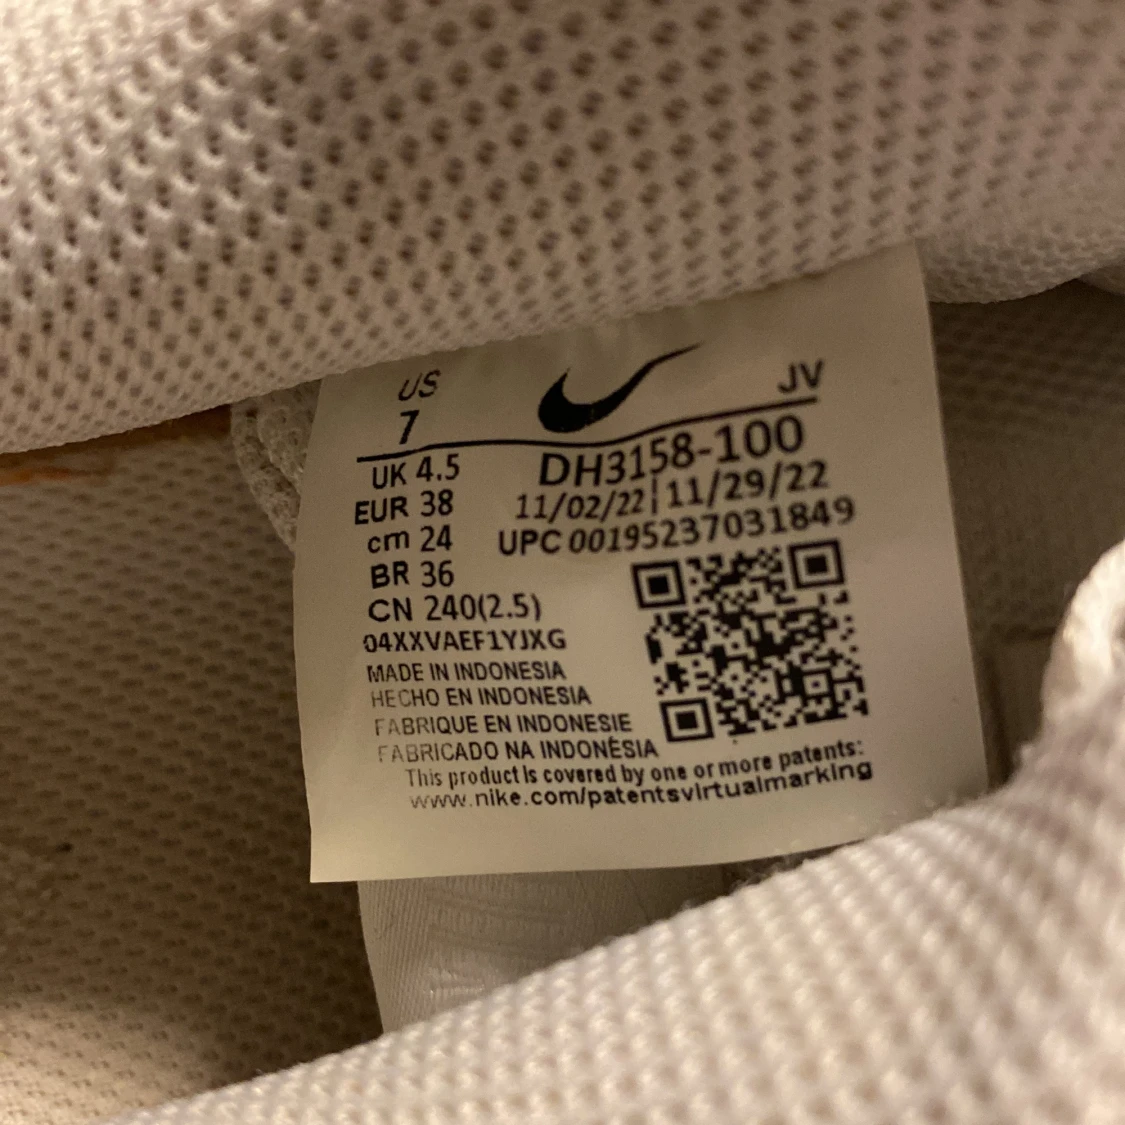 US
7
JV
UK 4.5
EUR 38
cm 24
BR 36
CN 240(2.5)
04XXVAEF1YJXG
DH3158-100
11/02/22|11/29/22
UPC 00195237031849
MADE IN INDONESIA
HECHO EN INDONESIA
FABRIQUE EN INDONESIE
FABRICADO NA INDONÉSIA
This product is covered by one or more patents:
www.nike.com/patentsvirtualmarking